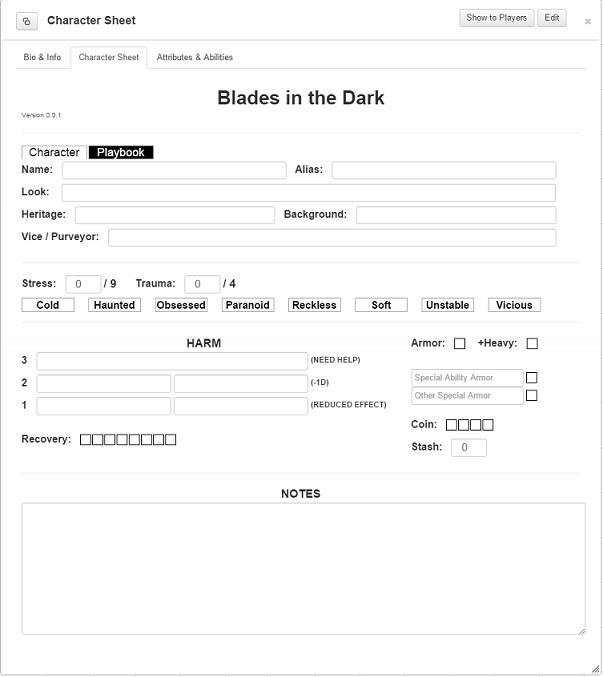 Character Sheet Show to Players Edit ×
Bio & Info Character Sheet Attributes & Abilities
Blades in the Dark
Version 0.0.1
Character Playbook
Name: Alias:
Look:
Heritage: Background:
Vice / Purveyor:
Stress: 0 / 9 Trauma: 0 / 4
Cold Haunted Obsessed Paranoid Reckless Soft Unstable Vicious
HARM
Armor: +Heavy:
3 (NEED HELP)
2 (-1D)
Special Ability Armor
Other Special Armor
1 (REDUCED EFFECT)
Coin:
Recovery:
Stash: 0
NOTES